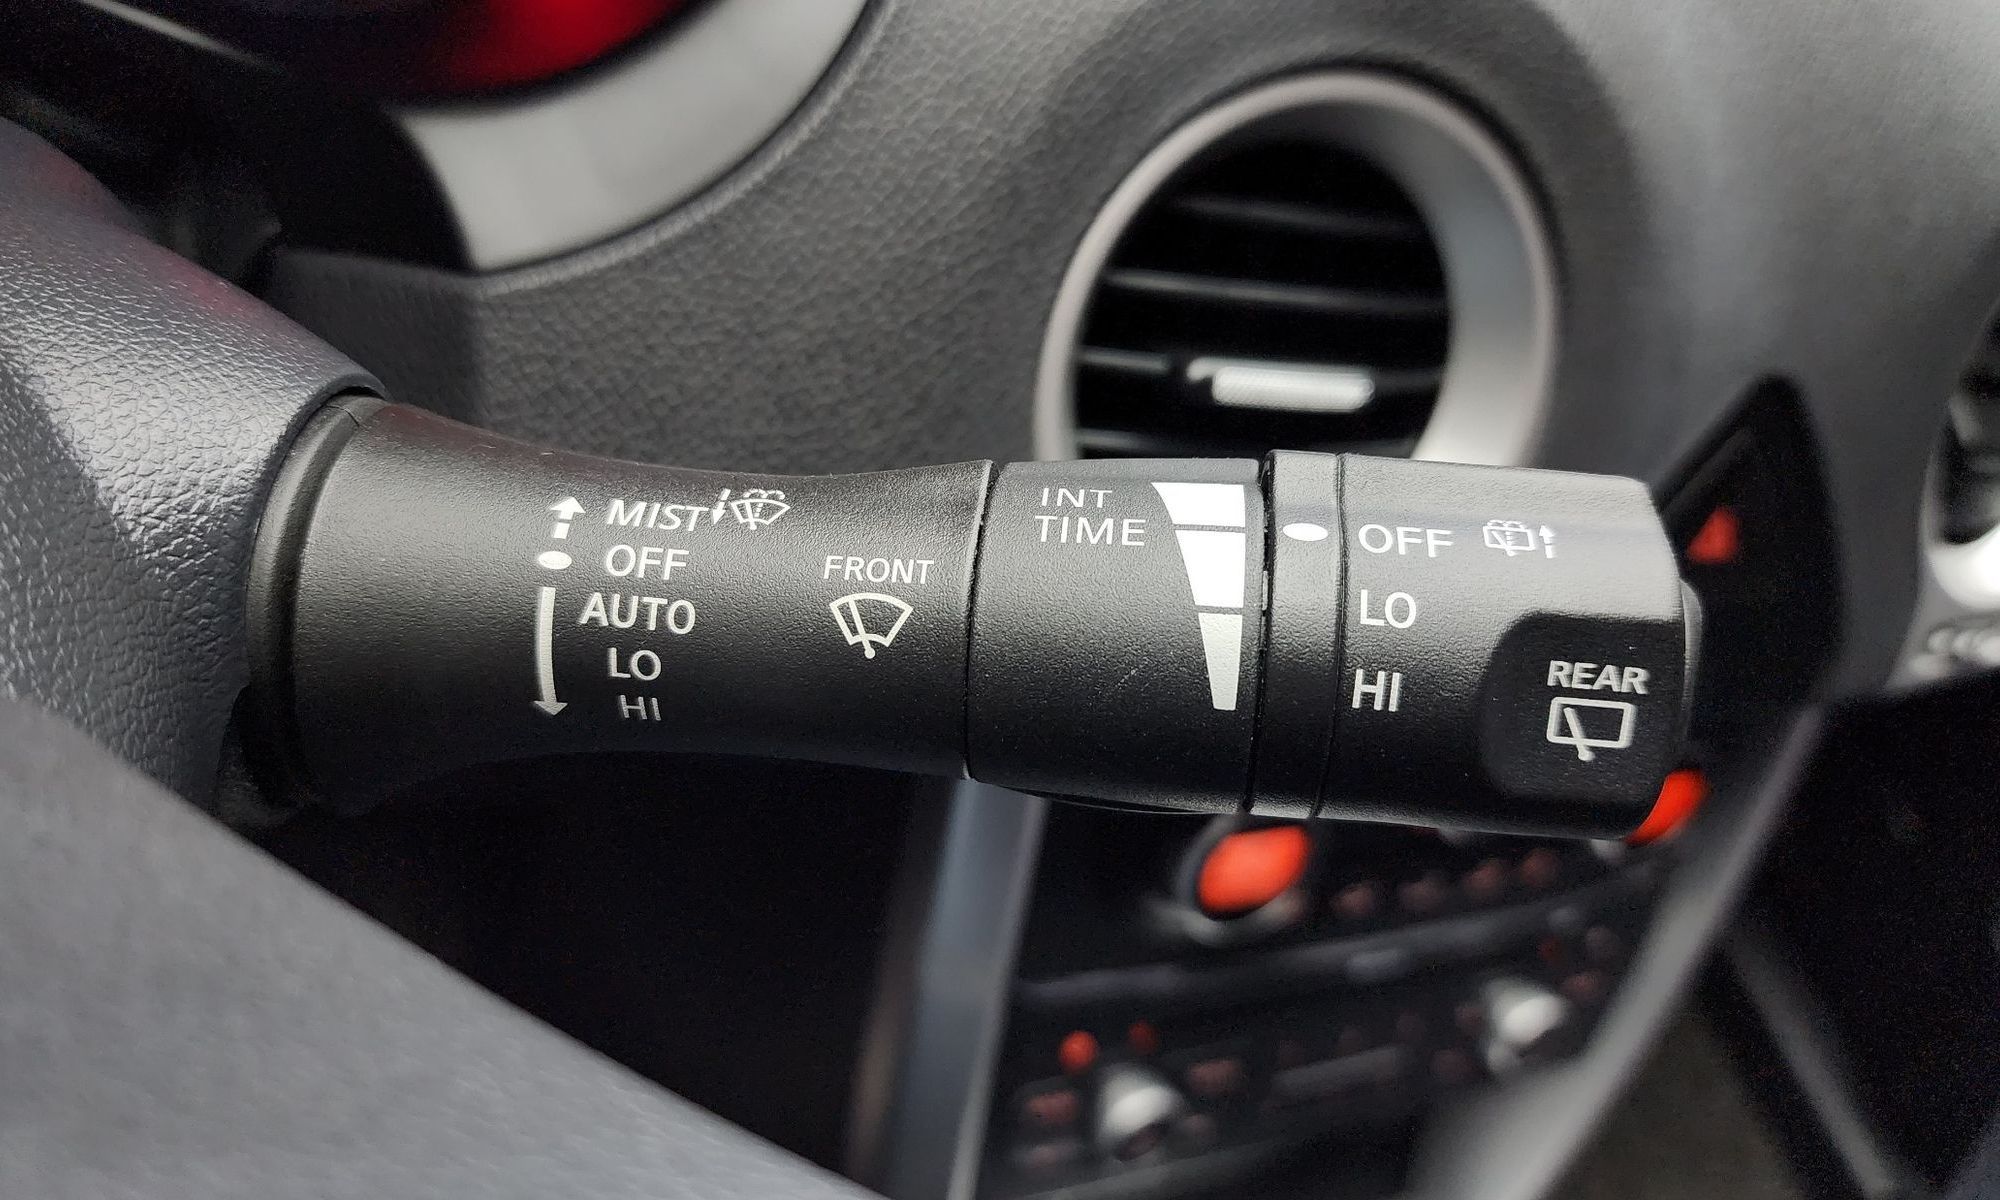 MIST
OFF
AUTO
LO
HI
FRONT
INT
TIME
OFF
LO
HI
REAR